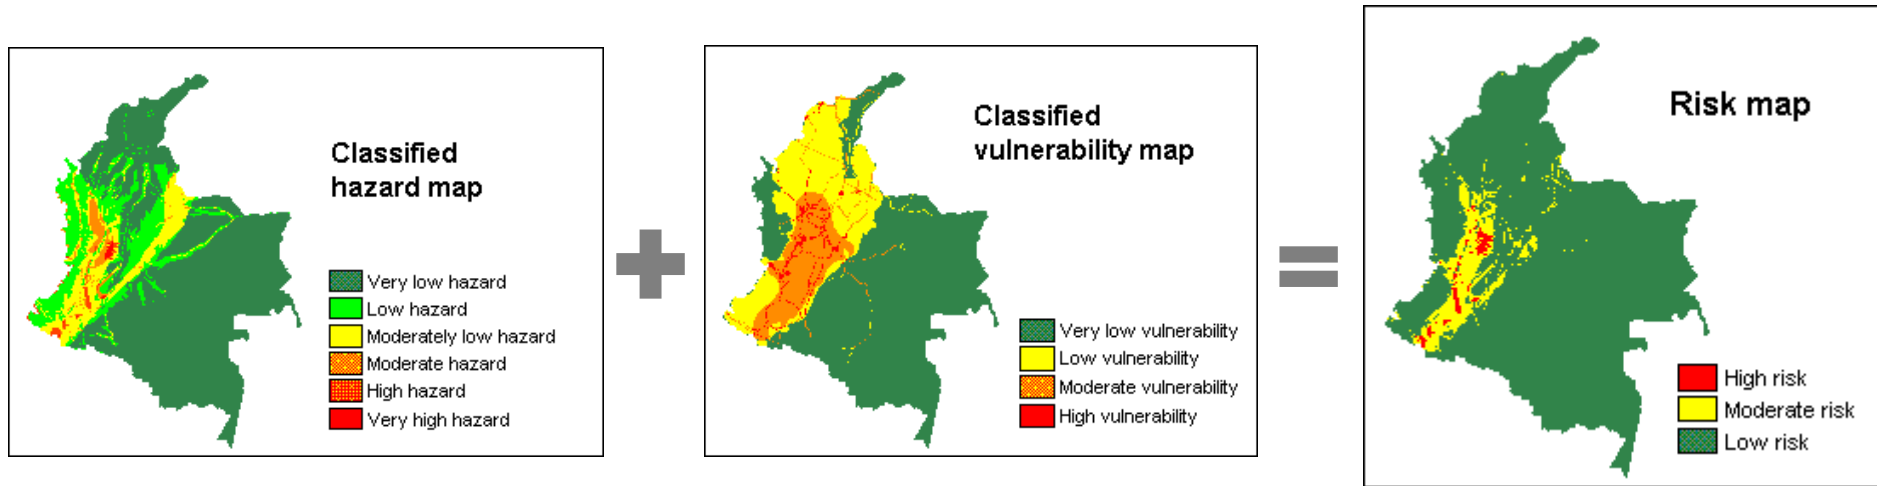 Classified
hazard map
Very low hazard
Low hazard
Moderately low hazard
Moderate hazard
High hazard
Very high hazard
Classified
vulnerability map
Very low vulnerability
Low vulnerability
Moderate vulnerability
High vulnerability
Risk map
High risk
Moderate risk
Low risk